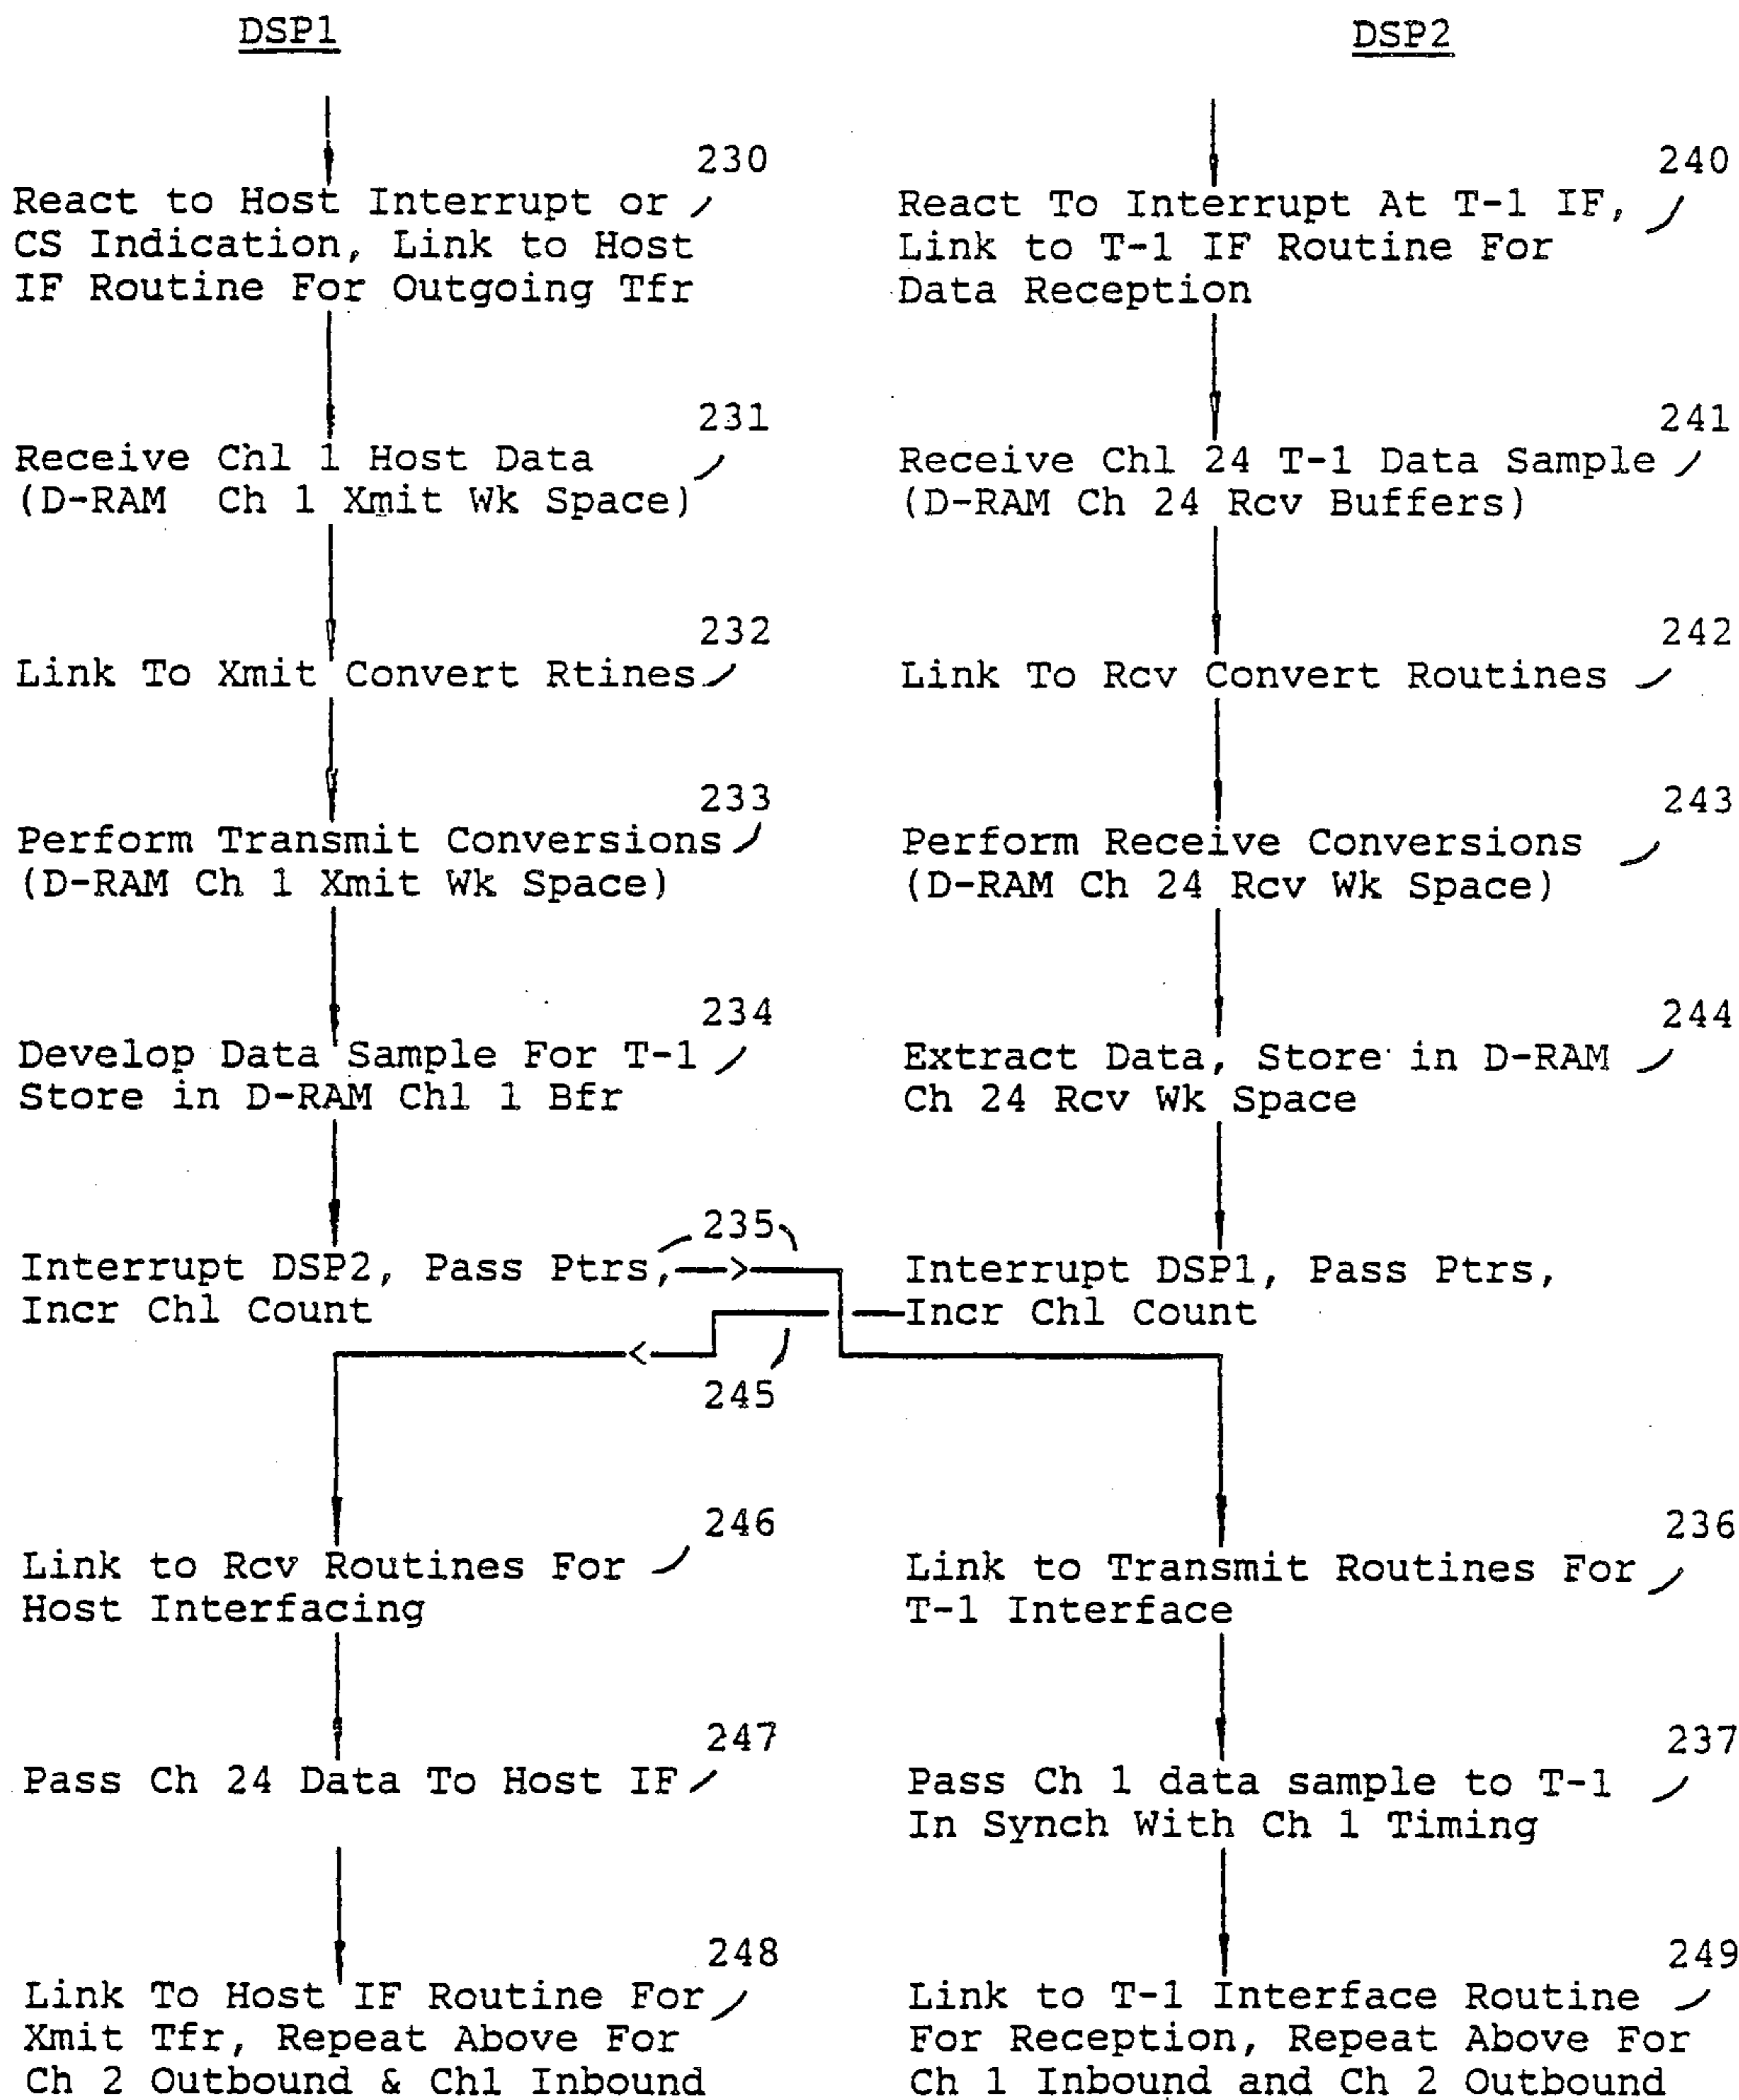 DSP1
DSP2
230
React to Host Interrupt or
CS Indication, Link to Host
IF Routine For Outgoing Tfr
240
React To Interrupt At T-1 IF,
Link to T-1 IF Routine For
Data Reception
231
Receive Chl 1 Host Data
(D-RAM Ch 1 Xmit Wk Space)
241
Receive Chl 24 T-1 Data Sample
(D-RAM Ch 24 Rcv Buffers)
232
Link To Xmit Convert Rtines
242
Link To Rcv Convert Routines
233
Perform Transmit Conversions
(D-RAM Ch 1 Xmit Wk Space)
243
Perform Receive Conversions
(D-RAM Ch 24 Rcv Wk Space)
234
Develop Data Sample For T-1
Store in D-RAM Chl 1 Bfr
244
Extract Data, Store in D-RAM
Ch 24 Rcv Wk Space
235
Interrupt DSP2, Pass Ptrs,
Incr Chl Count
Interrupt DSP1, Pass Ptrs,
Incr Chl Count
245
246
Link to Rcv Routines For
Host Interfacing
236
Link to Transmit Routines For
T-1 Interface
247
Pass Ch 24 Data To Host IF
237
Pass Ch 1 data sample to T-1
In Synch With Ch 1 Timing
248
Link To Host IF Routine For
Xmit Tfr, Repeat Above For
Ch 2 Outbound & Ch1 Inbound
249
Link to T-1 Interface Routine
For Reception, Repeat Above For
Ch 1 Inbound and Ch 2 Outbound